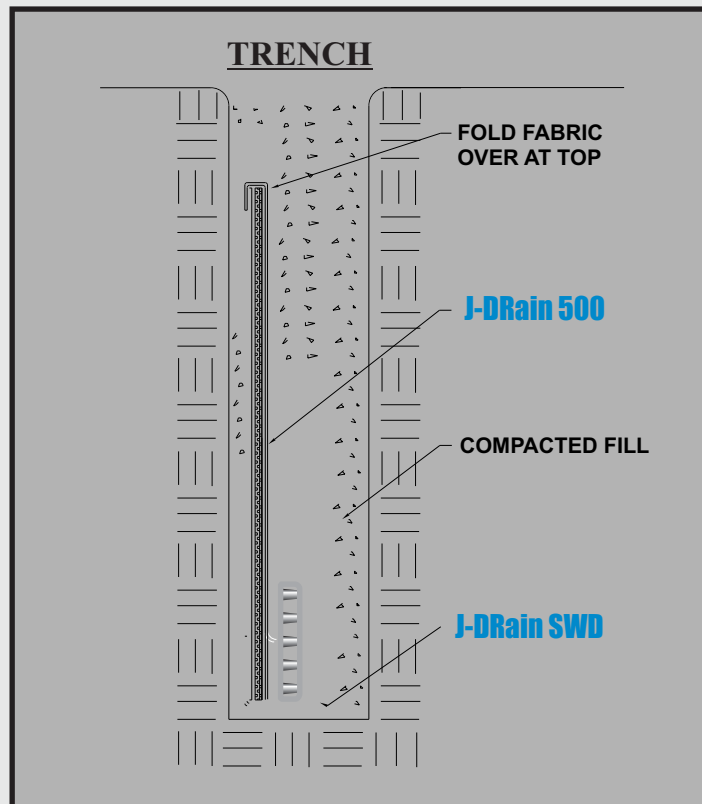 TRENCH
FOLD FABRIC
OVER AT TOP
J-DRain 500
COMPACTED FILL
J-DRain SWD